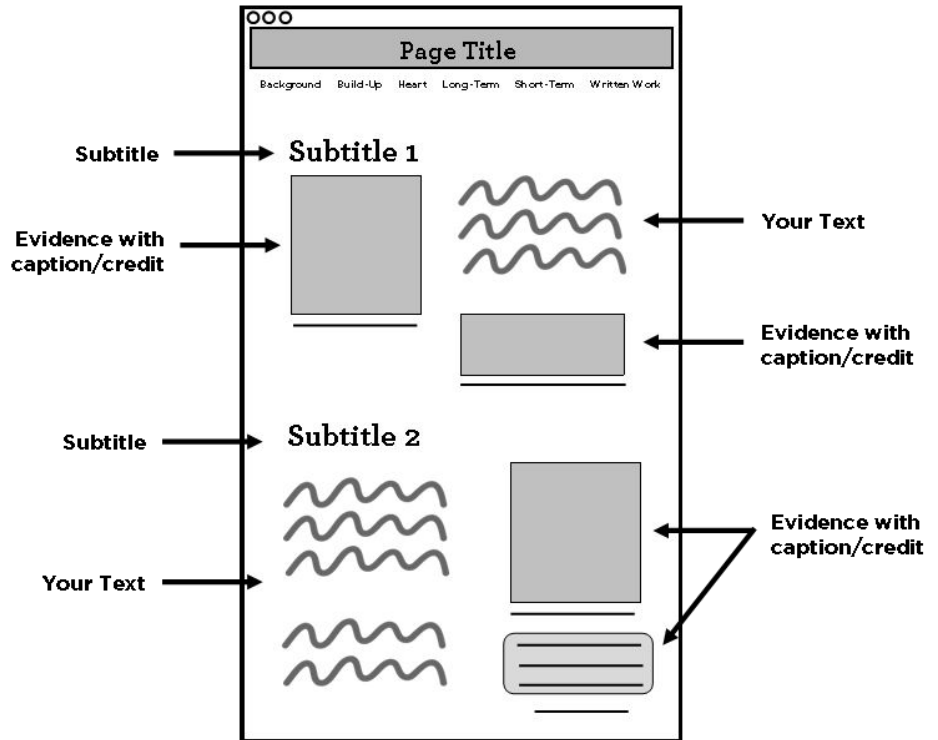 Page Title
Background Build-Up Heart Long-Term Short-Term Written Work
Subtitle
Subtitle 1
Evidence with
caption/credit
Your Text
Evidence with
caption/credit
Subtitle
Subtitle 2
Your Text
Evidence with
caption/credit